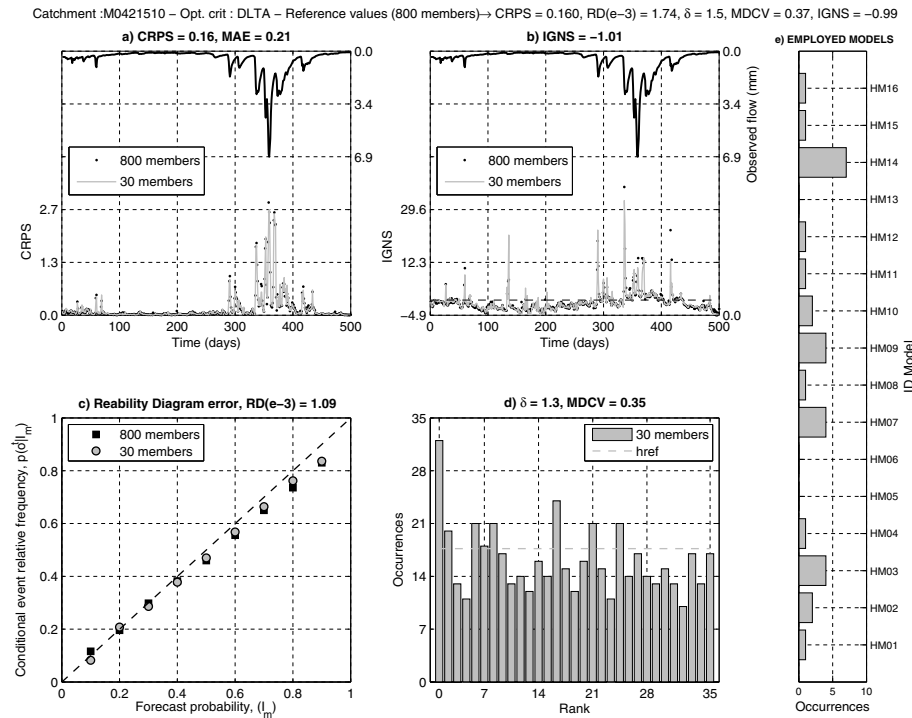 Catchment :M0421510 − Opt. crit : DLTA − Reference values (800 members)→ CRPS = 0.160, RD(e−3) = 1.74, δ = 1.5, MDCV = 0.37, IGNS = −0.99
a) CRPS = 0.16, MAE = 0.21
0.0
3.4
6.9
800 members
30 members
2.7
1.3
0.0
CRPS
0 100 200 300 400 500
Time (days)
b) IGNS = −1.01
0.0
3.4
6.9
0.0
Observed flow (mm)
800 members
30 members
29.6
12.3
−4.9
IGNS
0 100 200 300 400 500
Time (days)
c) Reability Diagram error, RD(e−3) = 1.09
800 members
30 members
1
0.8
0.6
0.4
0.2
0
Conditional event relative frequency, p(o|I_m)
0 0.2 0.4 0.6 0.8 1
Forecast probability, (I_m)
d) δ = 1.3, MDCV = 0.35
30 members
href
35
28
21
14
7
0
Occurrences
0 7 14 21 28 35
Rank
e) EMPLOYED MODELS
HM16
HM15
HM14
HM13
HM12
HM11
HM10
HM09
HM08
HM07
HM06
HM05
HM04
HM03
HM02
HM01
ID Model
0 5 10
Occurrences